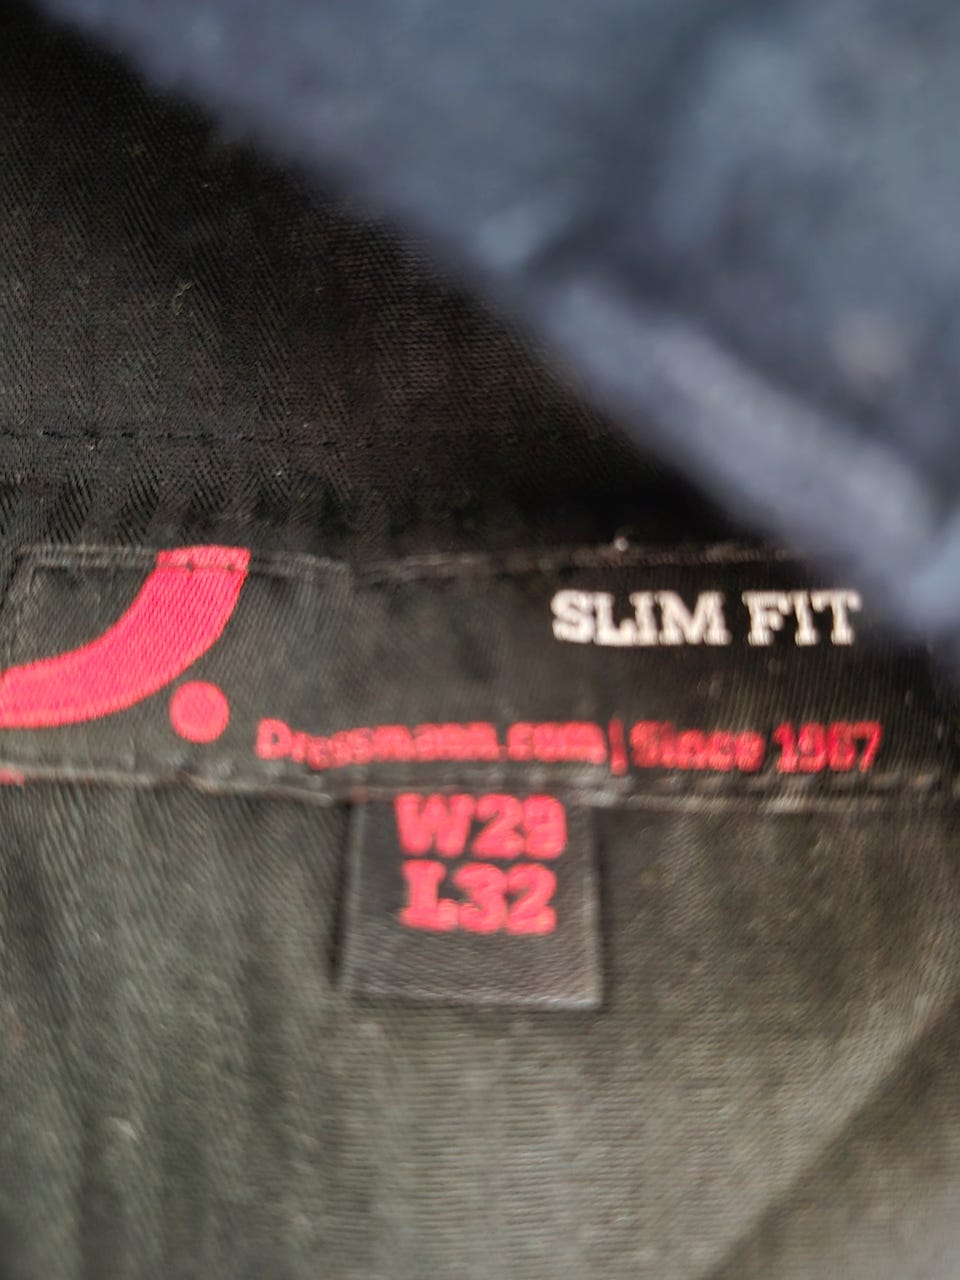 SLIM FIT
Dressmann.com | Since 1967
W29
L32